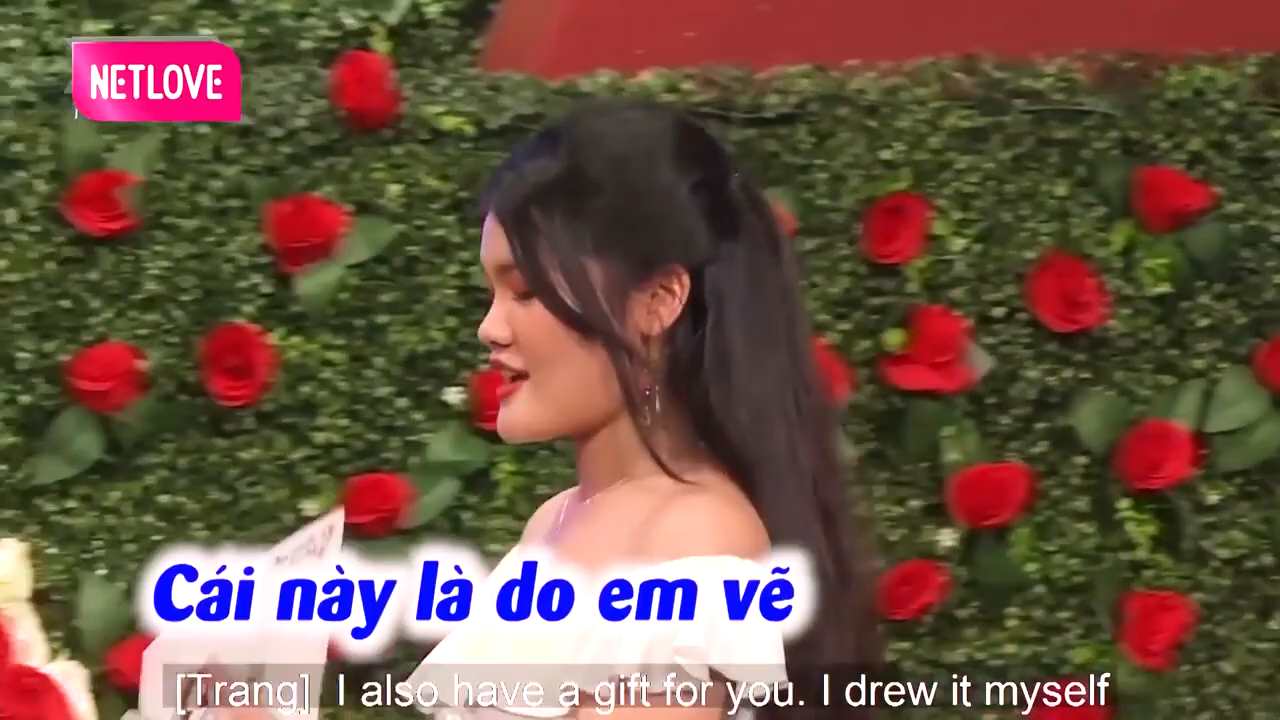 NETLOVE
Cái này là do em vẽ
[Trang] I also have a gift for you. I drew it myself